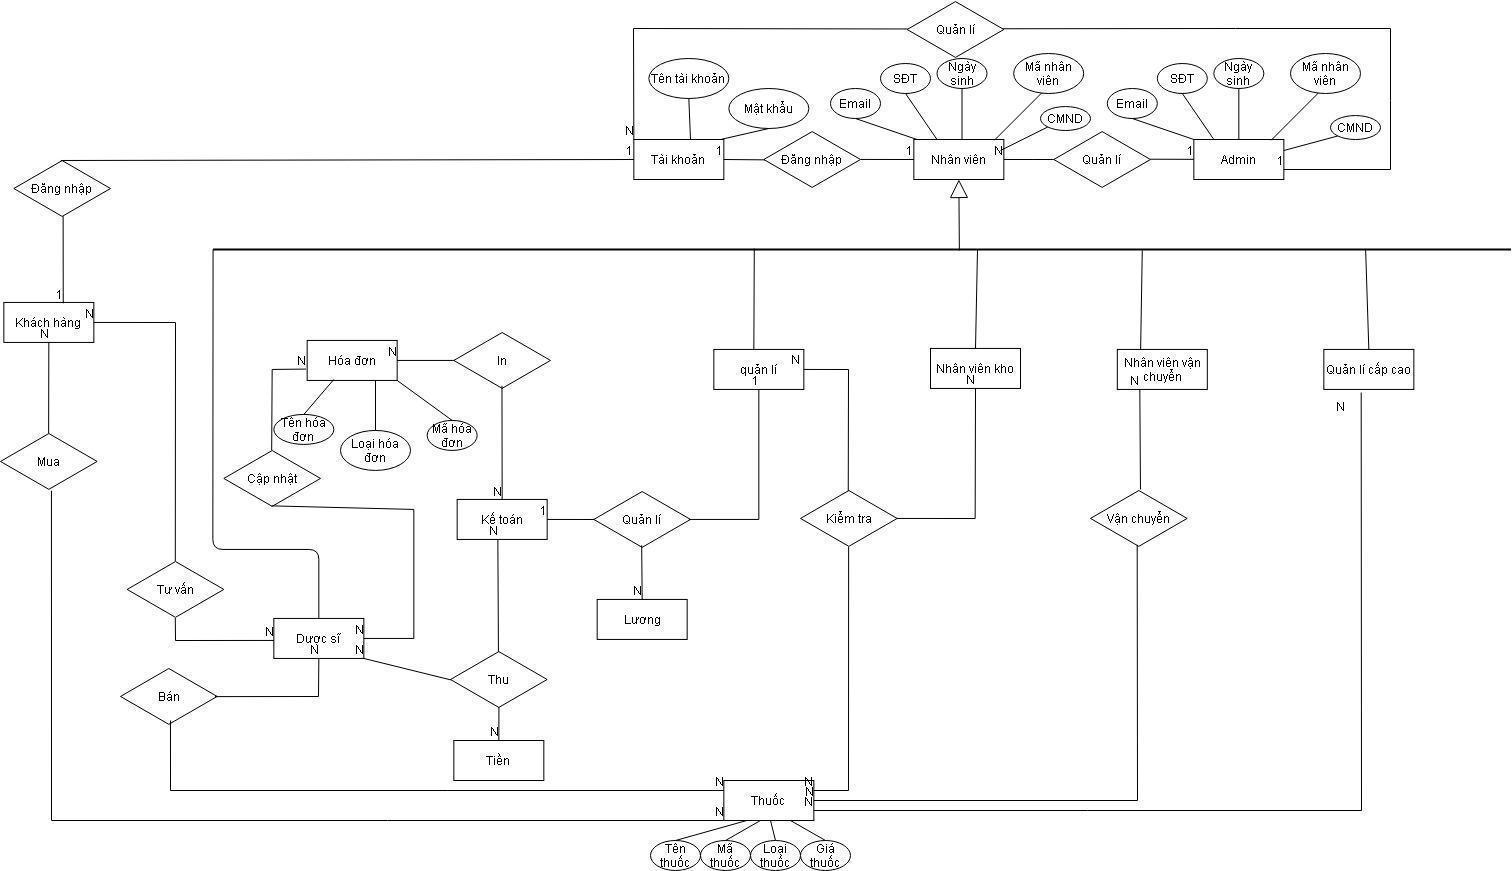 Quản lí
Tên tài khoản
Mật khẩu
Email
SĐT
Ngày
sinh
Mã nhân
viên
CMND
Email
SĐT
Ngày
sinh
Mã nhân
viên
CMND
N
1
Tài khoản
1
Đăng nhập
1
Nhân viên
N
Quản lí
1
Admin
1
Đăng nhập
1
Khách hàng
N
N
Hóa đơn
N
N
In
Tên hóa
đơn
Loại hóa
đơn
Mã hóa
đơn
quản lí
N
1
Nhân viên kho
N
Nhân viên vận
chuyển
N
Quản lí cấp cao
N
Mua
Cập nhật
N
Kế toán
1
N
Quản lí
Kiểm tra
Vận chuyển
Tư vấn
N
Lương
N
Dược sĩ
N
N
N
Bán
Thu
N
Tiền
N
N
Thuốc
N
N
N
Tên
thuốc
Mã
thuốc
Loại
thuốc
Giá
thuốc